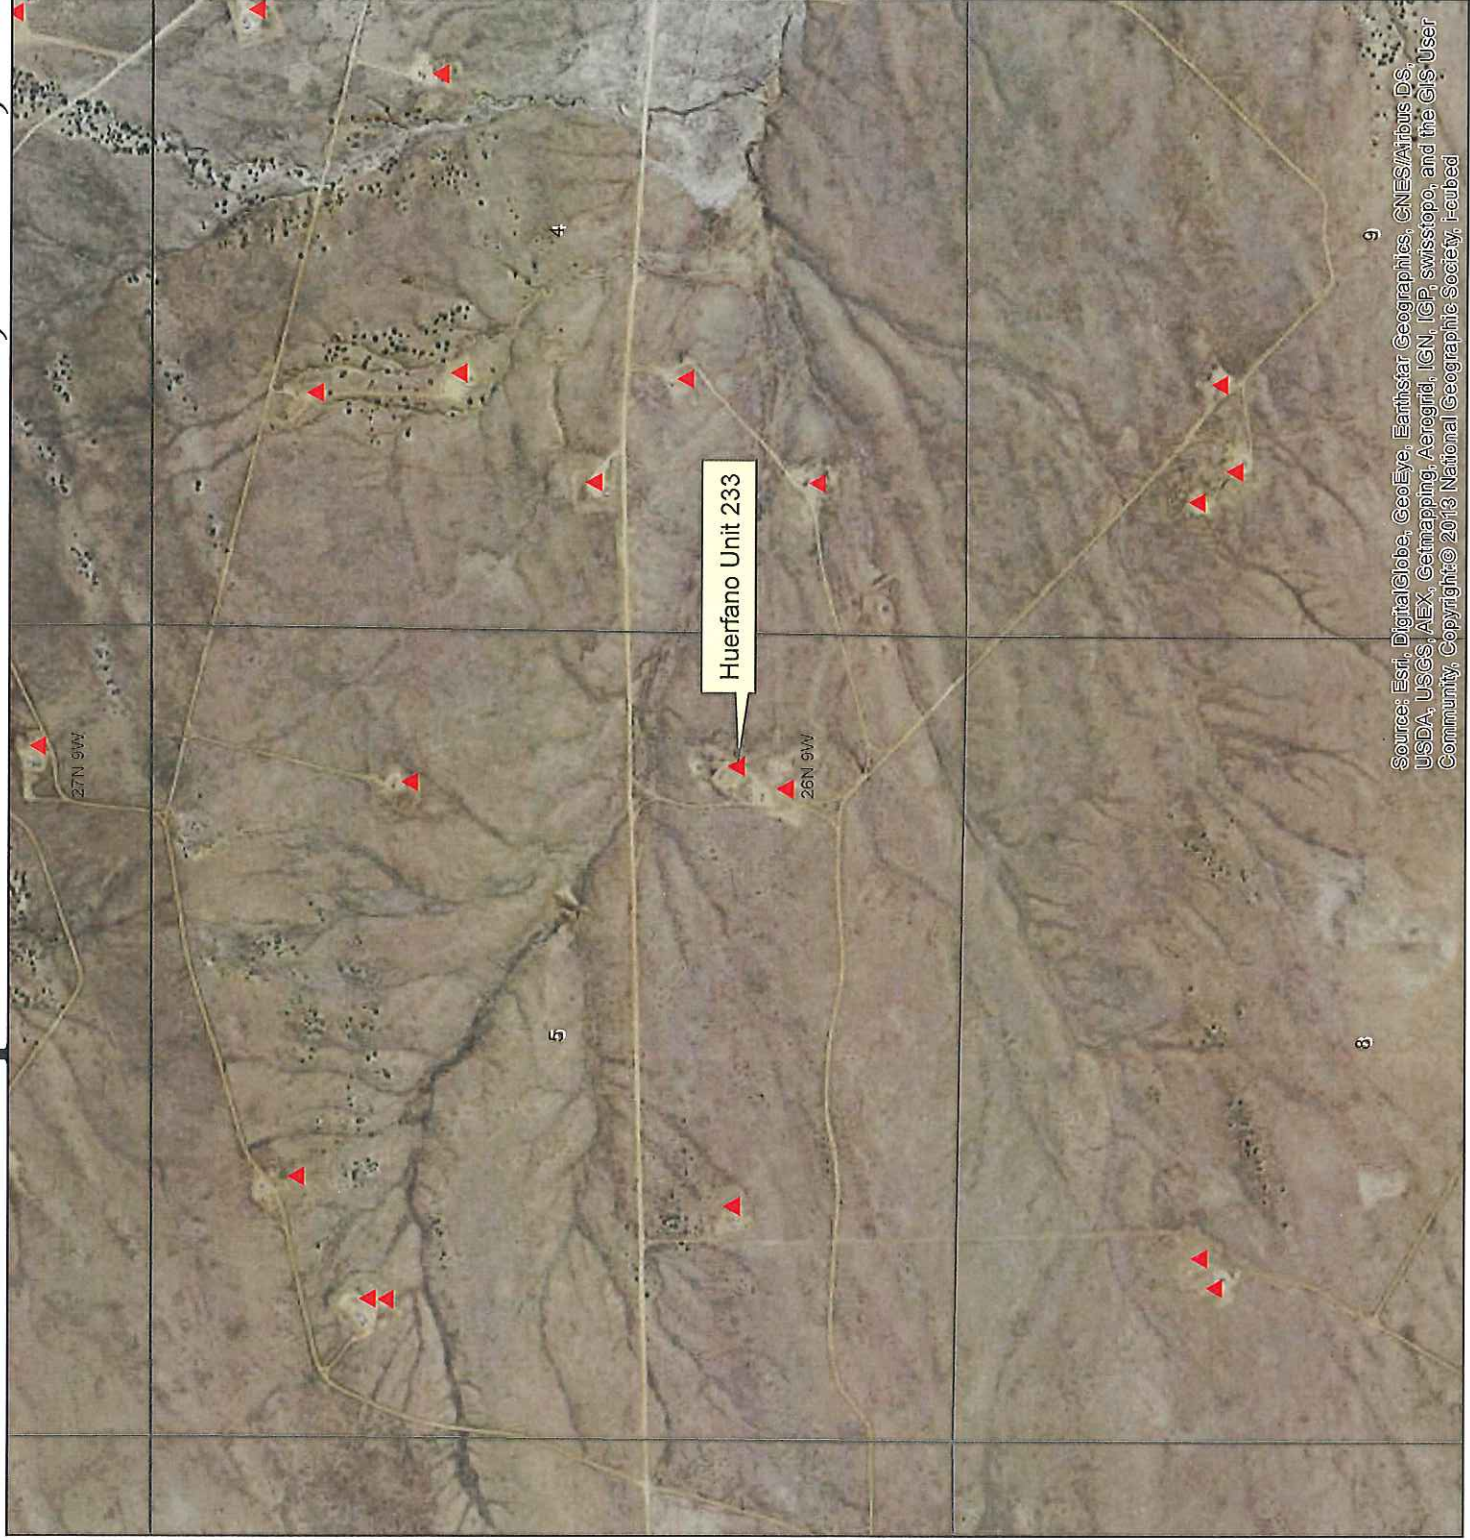 27N 9W
4
Huerfano Unit 233
26N 9W
5
9
8
Source: Esri, DigitalGlobe, GeoEye, Earthstar Geographics, CNES/Airbus DS,
USDA, USGS, AEX, Getmapping, Aerogrid, IGN, IGP, swisstopo, and the GIS User
Community, Copyright:© 2013 National Geographic Society, i-cubed